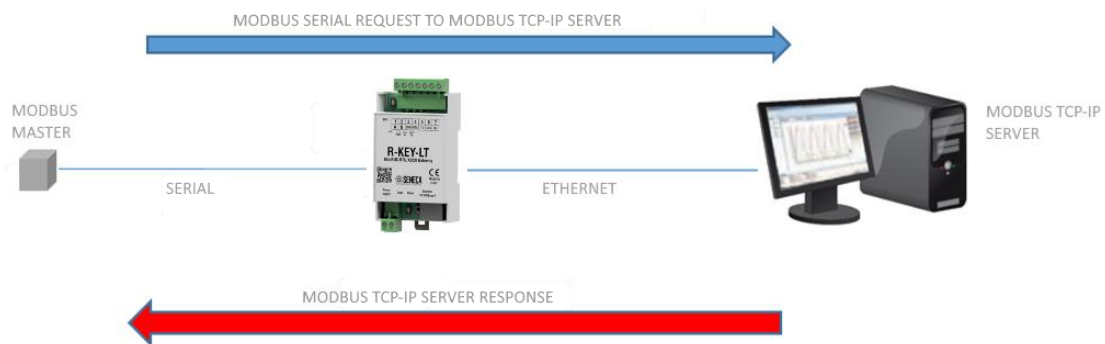 MODBUS SERIAL REQUEST TO MODBUS TCP-IP SERVER
MODBUS
MASTER
MODBUS TCP-IP
SERVER
R-KEY-LT
SENECA
CE
SERIAL
ETHERNET
MODBUS TCP-IP SERVER RESPONSE